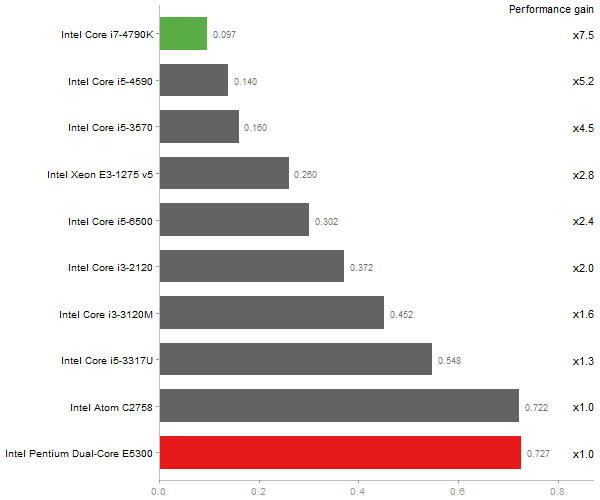 Performance gain
Intel Core i7-4790K 0.097 x7.5
Intel Core i5-4590 0.140 x5.2
Intel Core i5-3570 0.160 x4.5
Intel Xeon E3-1275 v5 0.260 x2.8
Intel Core i5-6500 0.302 x2.4
Intel Core i3-2120 0.372 x2.0
Intel Core i3-3120M 0.452 x1.6
Intel Core i5-3317U 0.548 x1.3
Intel Atom C2758 0.722 x1.0
Intel Pentium Dual-Core E5300 0.727 x1.0
0.0 0.2 0.4 0.6 0.8